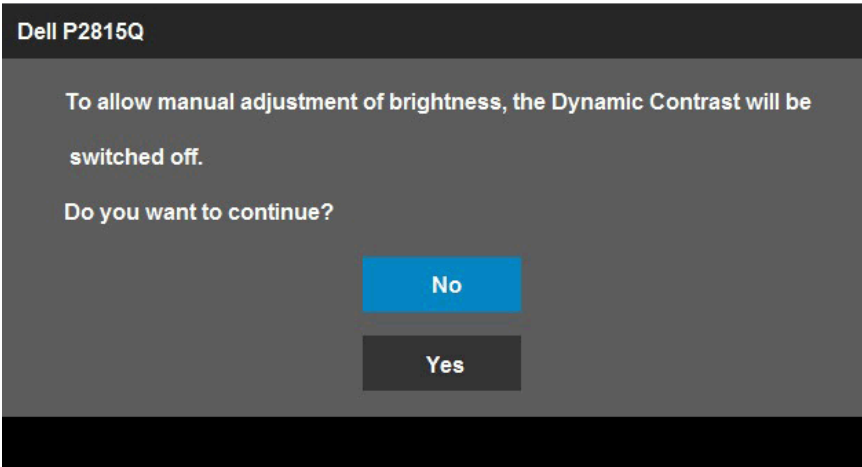 Dell P2815Q
To allow manual adjustment of brightness, the Dynamic Contrast will be
switched off.
Do you want to continue?
No
Yes